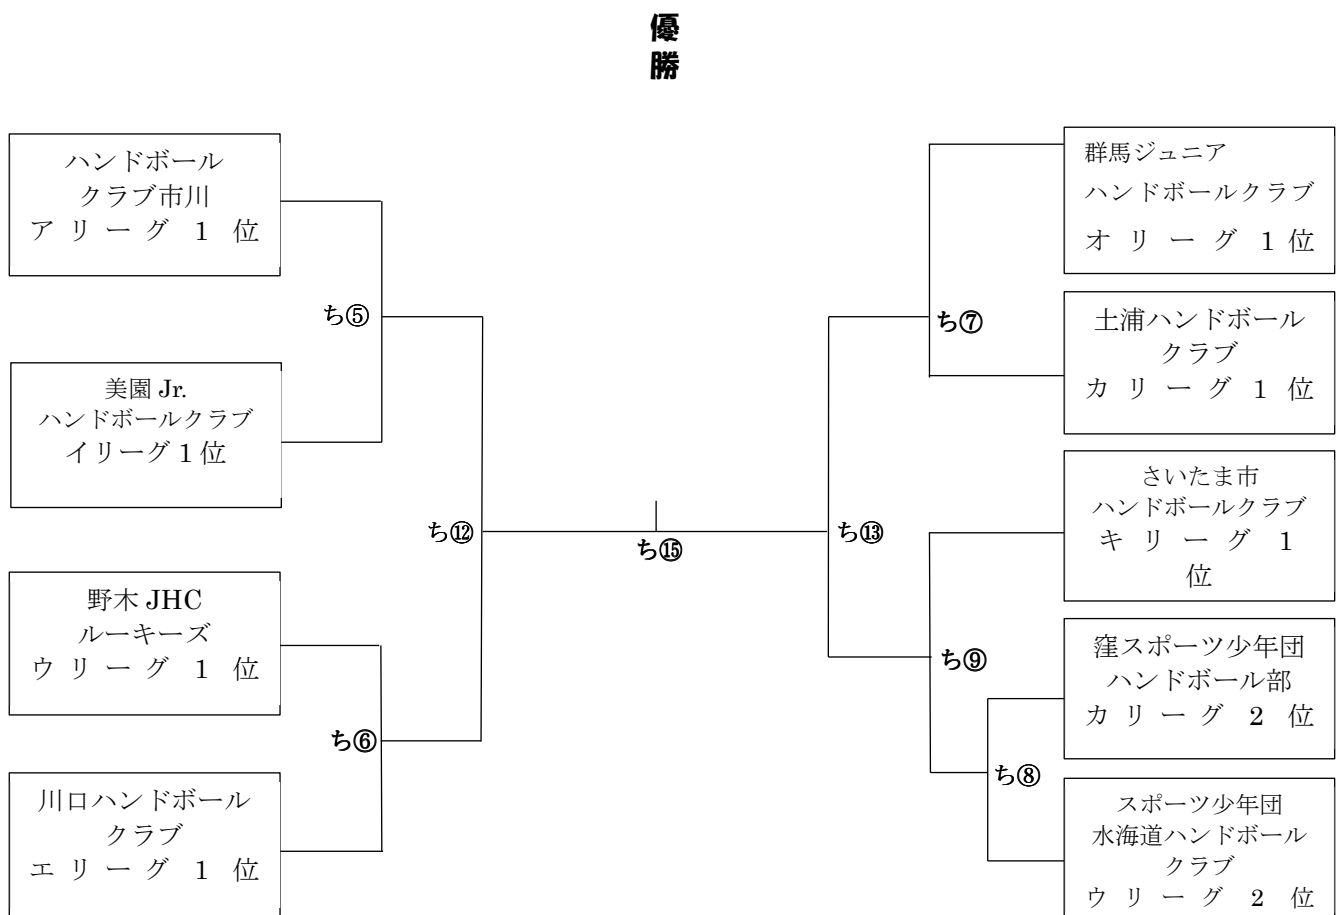 優
勝
ハンドボール
クラブ市川
アリーグ 1 位
ち⑤
美園 Jr.
ハンドボールクラブ
イリーグ 1 位
ち⑫
野木 JHC
ルーキーズ
ウリーグ 1 位
ち⑥
川口ハンドボール
クラブ
エリーグ 1 位
ち⑮
群馬ジュニア
ハンドボールクラブ
オリーグ 1 位
ち⑦
土浦ハンドボール
クラブ
カリーグ 1 位
ち⑬
さいたま市
ハンドボールクラブ
キリーグ 1
位
ち⑨
窪スポーツ少年団
ハンドボール部
カリーグ 2 位
ち⑧
スポーツ少年団
水海道ハンドボール
クラブ
ウリーグ 2 位